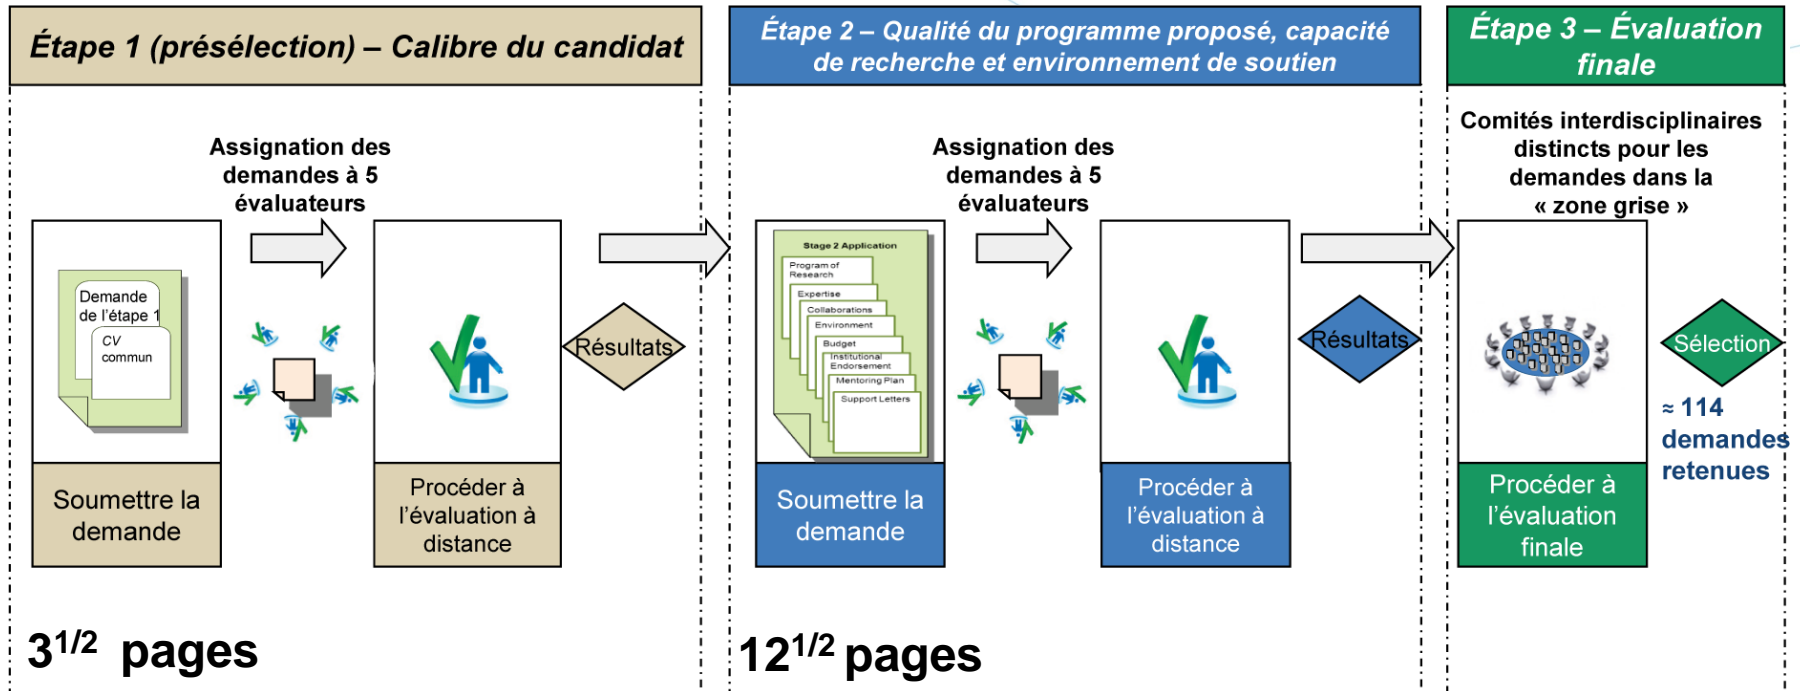 Étape 1 (présélection) – Calibre du candidat
Assignation des
demandes à 5
évaluateurs
Demande
de l’étape 1
CV
commun
Résultats
Soumettre la
demande
Procéder à
l’évaluation à
distance
3 1/2 pages
Étape 2 – Qualité du programme proposé, capacité
de recherche et environnement de soutien
Assignation des
demandes à 5
évaluateurs
Stage 2 Application
Program of
Research
Expertise
Collaborations
Environment
Budget
Institutional
Endorsement
Mentoring Plan
Support Letters
Résultats
Soumettre la
demande
Procéder à
l’évaluation à
distance
12 1/2 pages
Étape 3 – Évaluation
finale
Comités interdisciplinaires
distincts pour les
demandes dans la
« zone grise »
Sélection
≈ 114
demandes
retenues
Procéder à
l’évaluation
finale